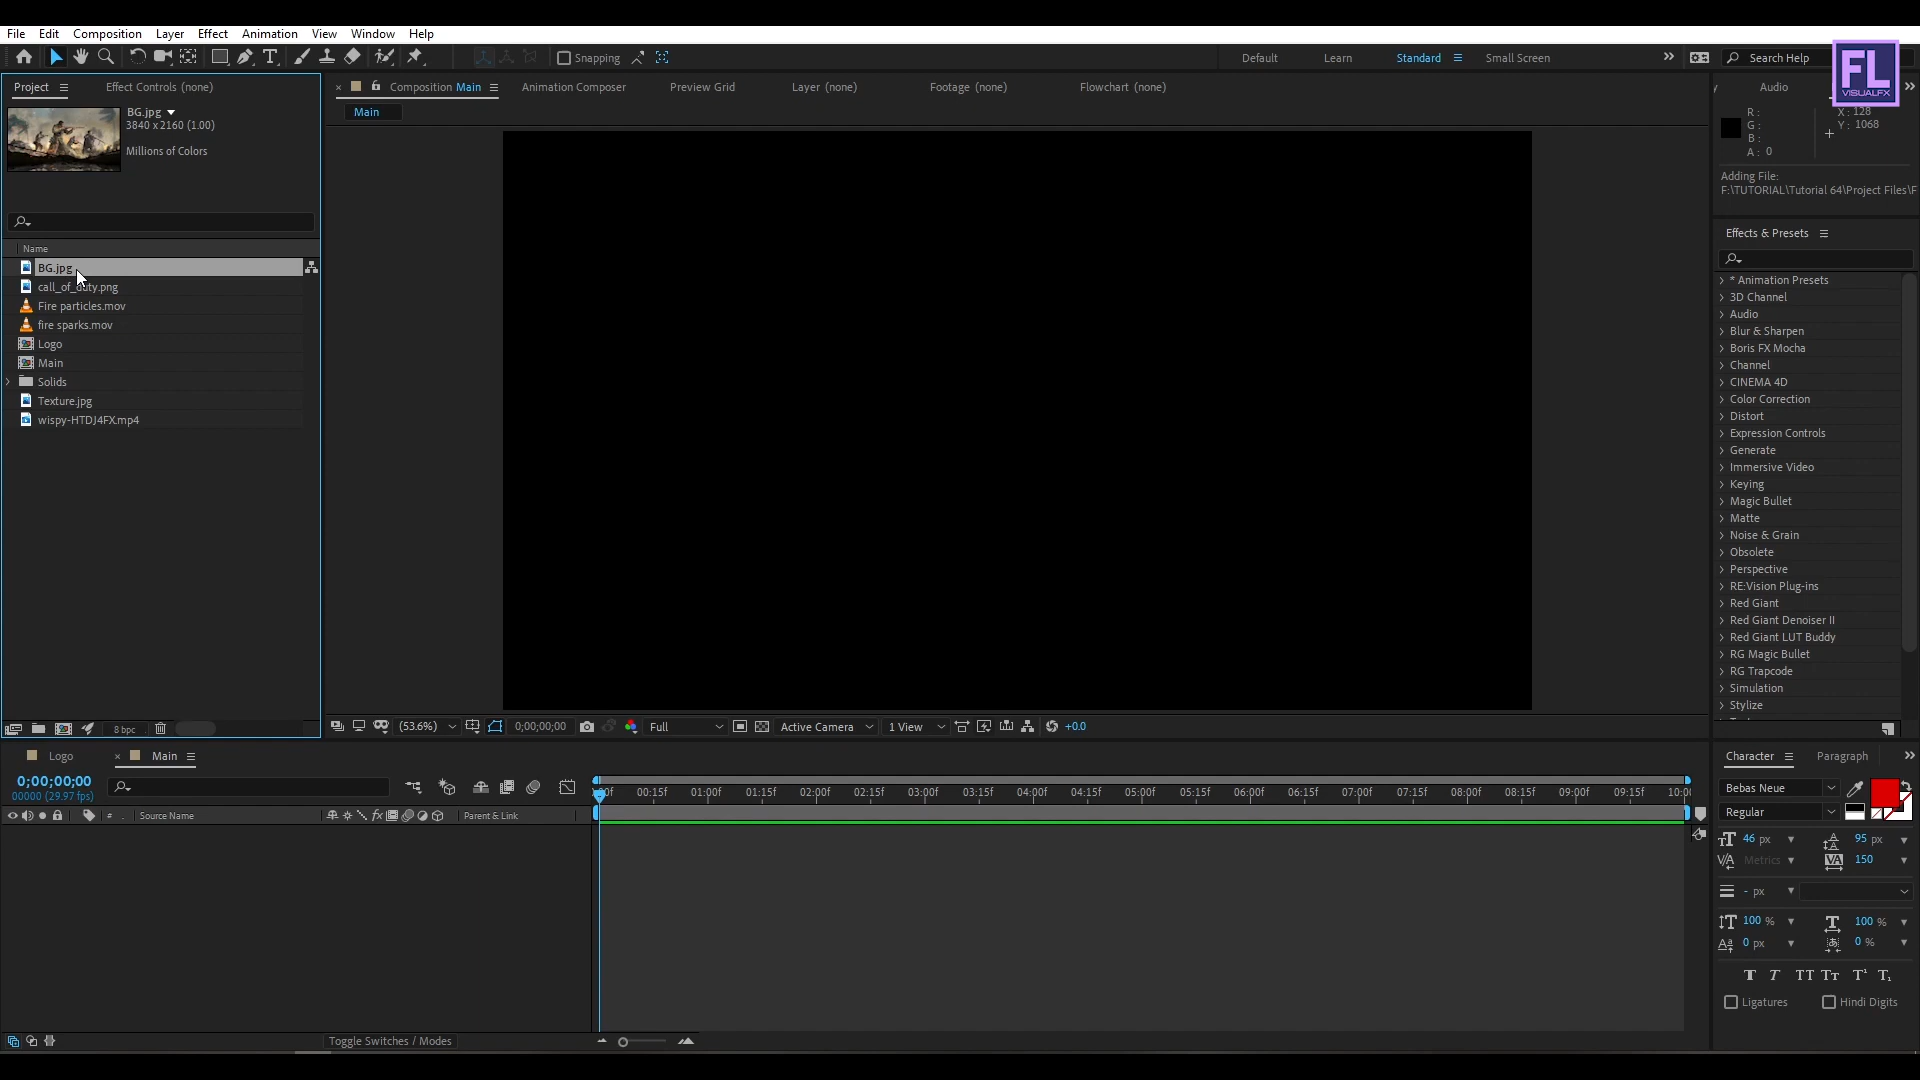 File Edit Composition Layer Effect Animation View Window Help
Snapping
Default Learn Standard Small Screen
Search Help
FL
VISUALFX
Project
Effect Controls (none)
BG.jpg
3840 x 2160 (1.00)
Millions of Colors
Name
BG.jpg
call_of_duty.png
Fire particles.mov
fire sparks.mov
Logo
Main
Solids
Texture.jpg
wispy-HTDJ4FX.mp4
8 bpc
× Composition Main
Animation Composer
Preview Grid
Layer (none)
Footage (none)
Flowchart (none)
Main
(53.6%)
0;00;00;00
Full
Active Camera
1 View
+0.0
Audio
R:
G:
B:
A: 0
X: 128
Y: 1068
Adding File:
F:\TUTORIAL\Tutorial 64\Project Files\F
Effects & Presets
* Animation Presets
3D Channel
Audio
Blur & Sharpen
Boris FX Mocha
Channel
CINEMA 4D
Color Correction
Distort
Expression Controls
Generate
Immersive Video
Keying
Magic Bullet
Matte
Noise & Grain
Obsolete
Perspective
RE:Vision Plug-ins
Red Giant
Red Giant Denoiser II
Red Giant LUT Buddy
RG Magic Bullet
RG Trapcode
Simulation
Stylize
Logo
× Main
0;00;00;00
00000 (29.97 fps)
# . Source Name
fx
Parent & Link
00:15f 01:00f 01:15f 02:00f 02:15f 03:00f 03:15f 04:00f 04:15f 05:00f 05:15f 06:00f 06:15f 07:00f 07:15f 08:00f 08:15f 09:00f 09:15f 10:0
Toggle Switches / Modes
Character
Paragraph
Bebas Neue
Regular
46 px
95 px
Metrics
150
- px
100 %
100 %
0 px
0 %
T T TT Tт T¹ T₁
Ligatures
Hindi Digits